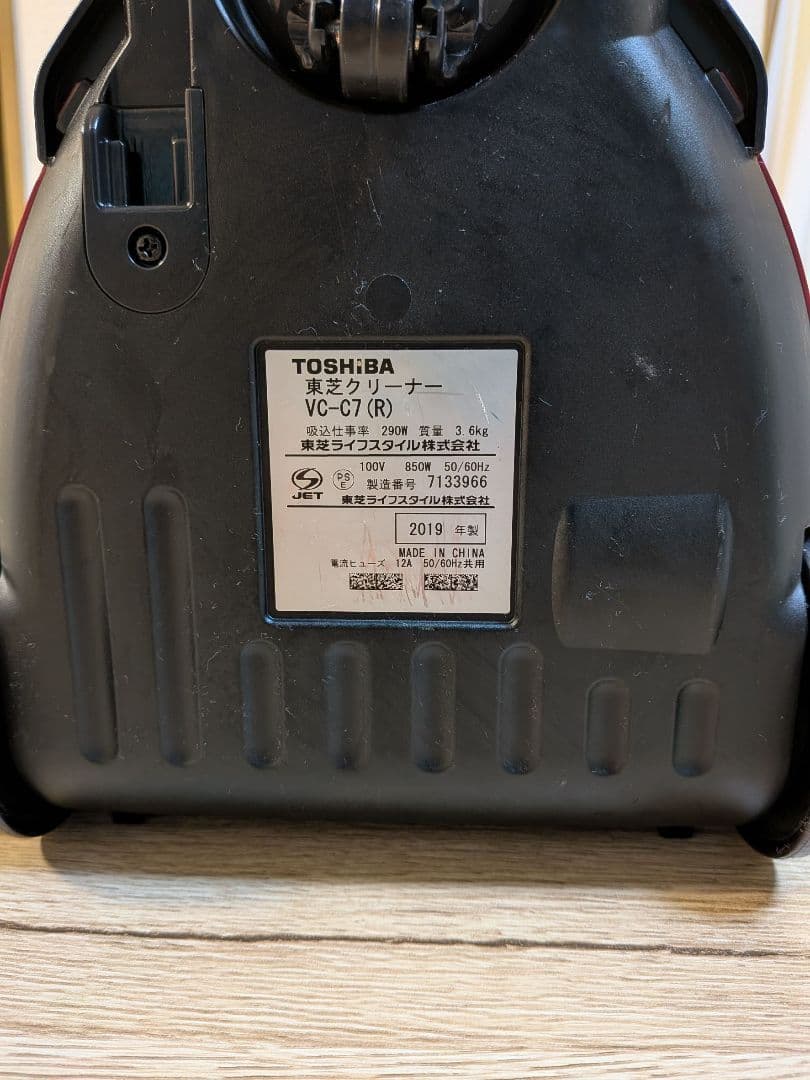 TOSHIBA
東芝クリーナー
VC-C7(R)
吸込仕事率 290W 質量 3.6kg
東芝ライフスタイル株式会社
100V 850W 50/60Hz
JET PS E 製造番号 7133966
東芝ライフスタイル株式会社
2019 年製
MADE IN CHINA
電流ヒューズ 12A 50/60Hz共用